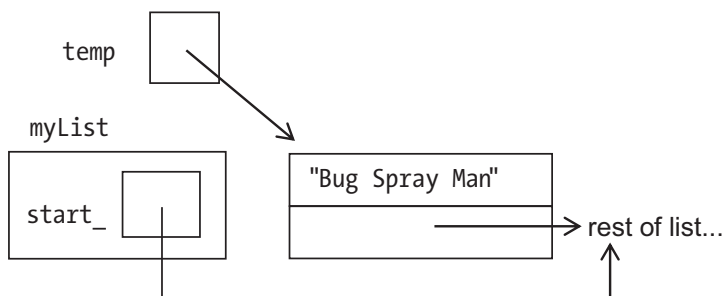 temp
myList
"Bug Spray Man"
start_
rest of list...